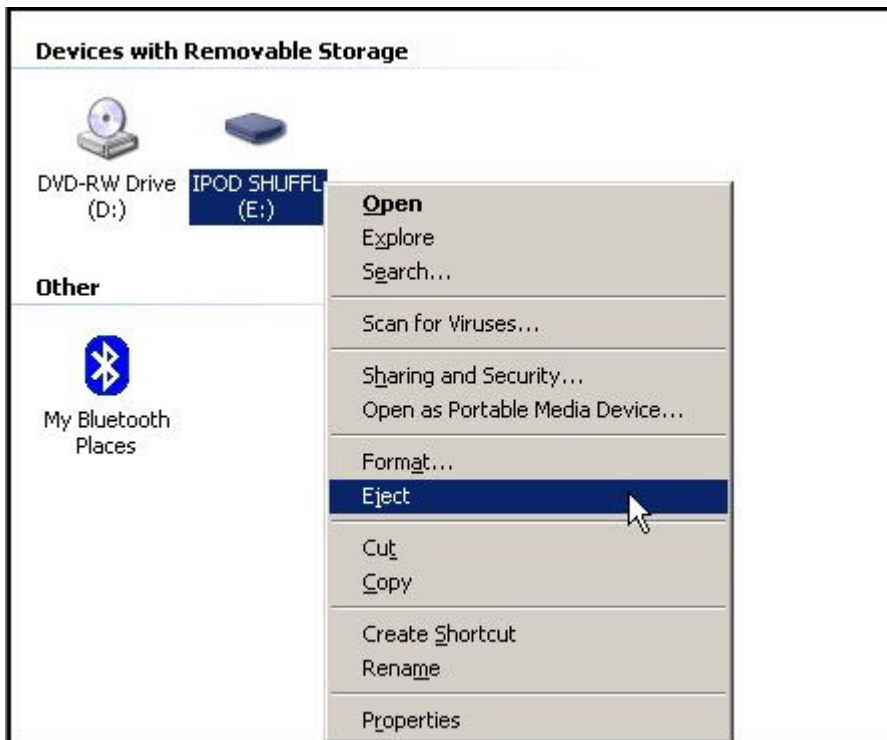 Devices with Removable Storage
DVD-RW Drive
(D:)
IPOD SHUFFL
(E:)
Open
Explore
Search...
Other
Scan for Viruses...
Sharing and Security...
Open as Portable Media Device...
My Bluetooth
Places
Format...
Eject
Cut
Copy
Create Shortcut
Rename
Properties